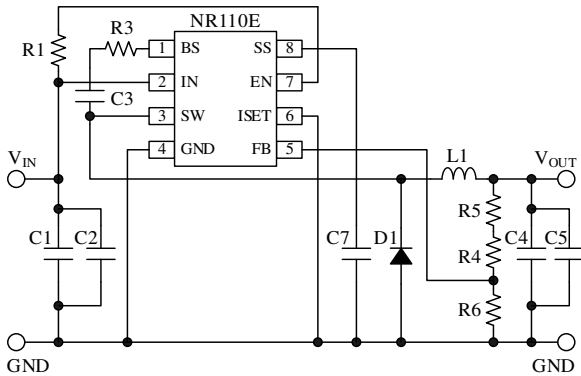 NR110E
R1
R3
1 BS SS 8
2 IN EN 7
C3
3 SW ISET 6
4 GND FB 5
V_IN
L1
V_OUT
R5
C1 C2
C7 D1
R4
C4 C5
R6
GND
GND